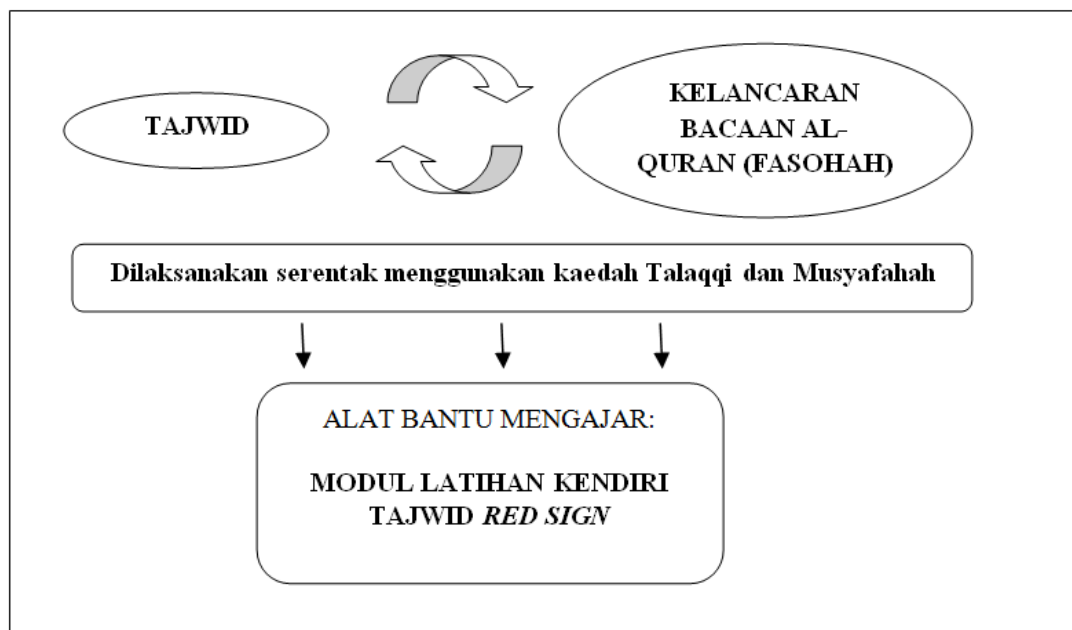 TAJWID
KELANCARAN
BACAAN AL-
QURAN (FASOHAH)
Dilaksanakan serentak menggunakan kaedah Talaqqi dan Musyafahah
ALAT BANTU MENGAJAR:
MODUL LATIHAN KENDIRI
TAJWID RED SIGN